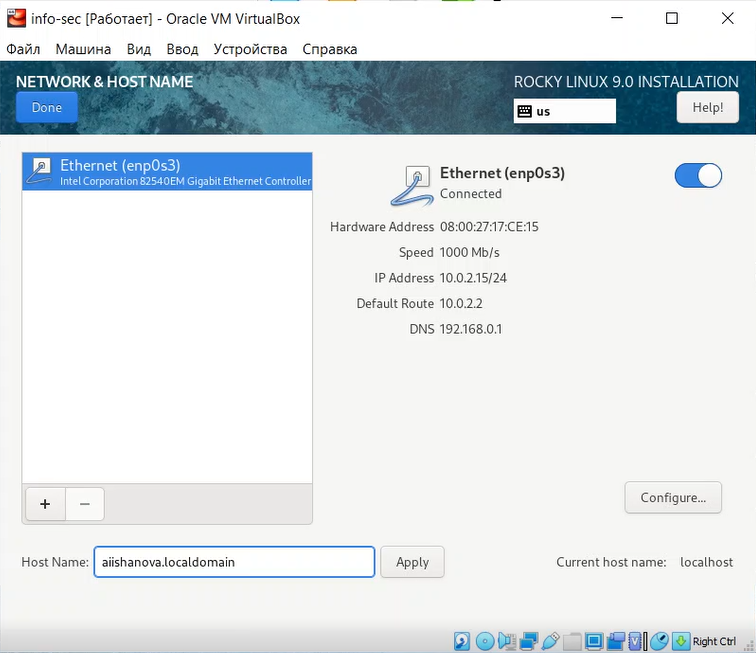 info-sec [Работает] - Oracle VM VirtualBox
Файл Машина Вид Ввод Устройства Справка
NETWORK & HOST NAME
ROCKY LINUX 9.0 INSTALLATION
Done
us
Help!
Ethernet (enp0s3)
Intel Corporation 82540EM Gigabit Ethernet Controller
Ethernet (enp0s3)
Connected
Hardware Address 08:00:27:17:CE:15
Speed 1000 Mb/s
IP Address 10.0.2.15/24
Default Route 10.0.2.2
DNS 192.168.0.1
+ −
Configure...
Host Name: aiishanova.localdomain Apply Current host name: localhost
Right Ctrl